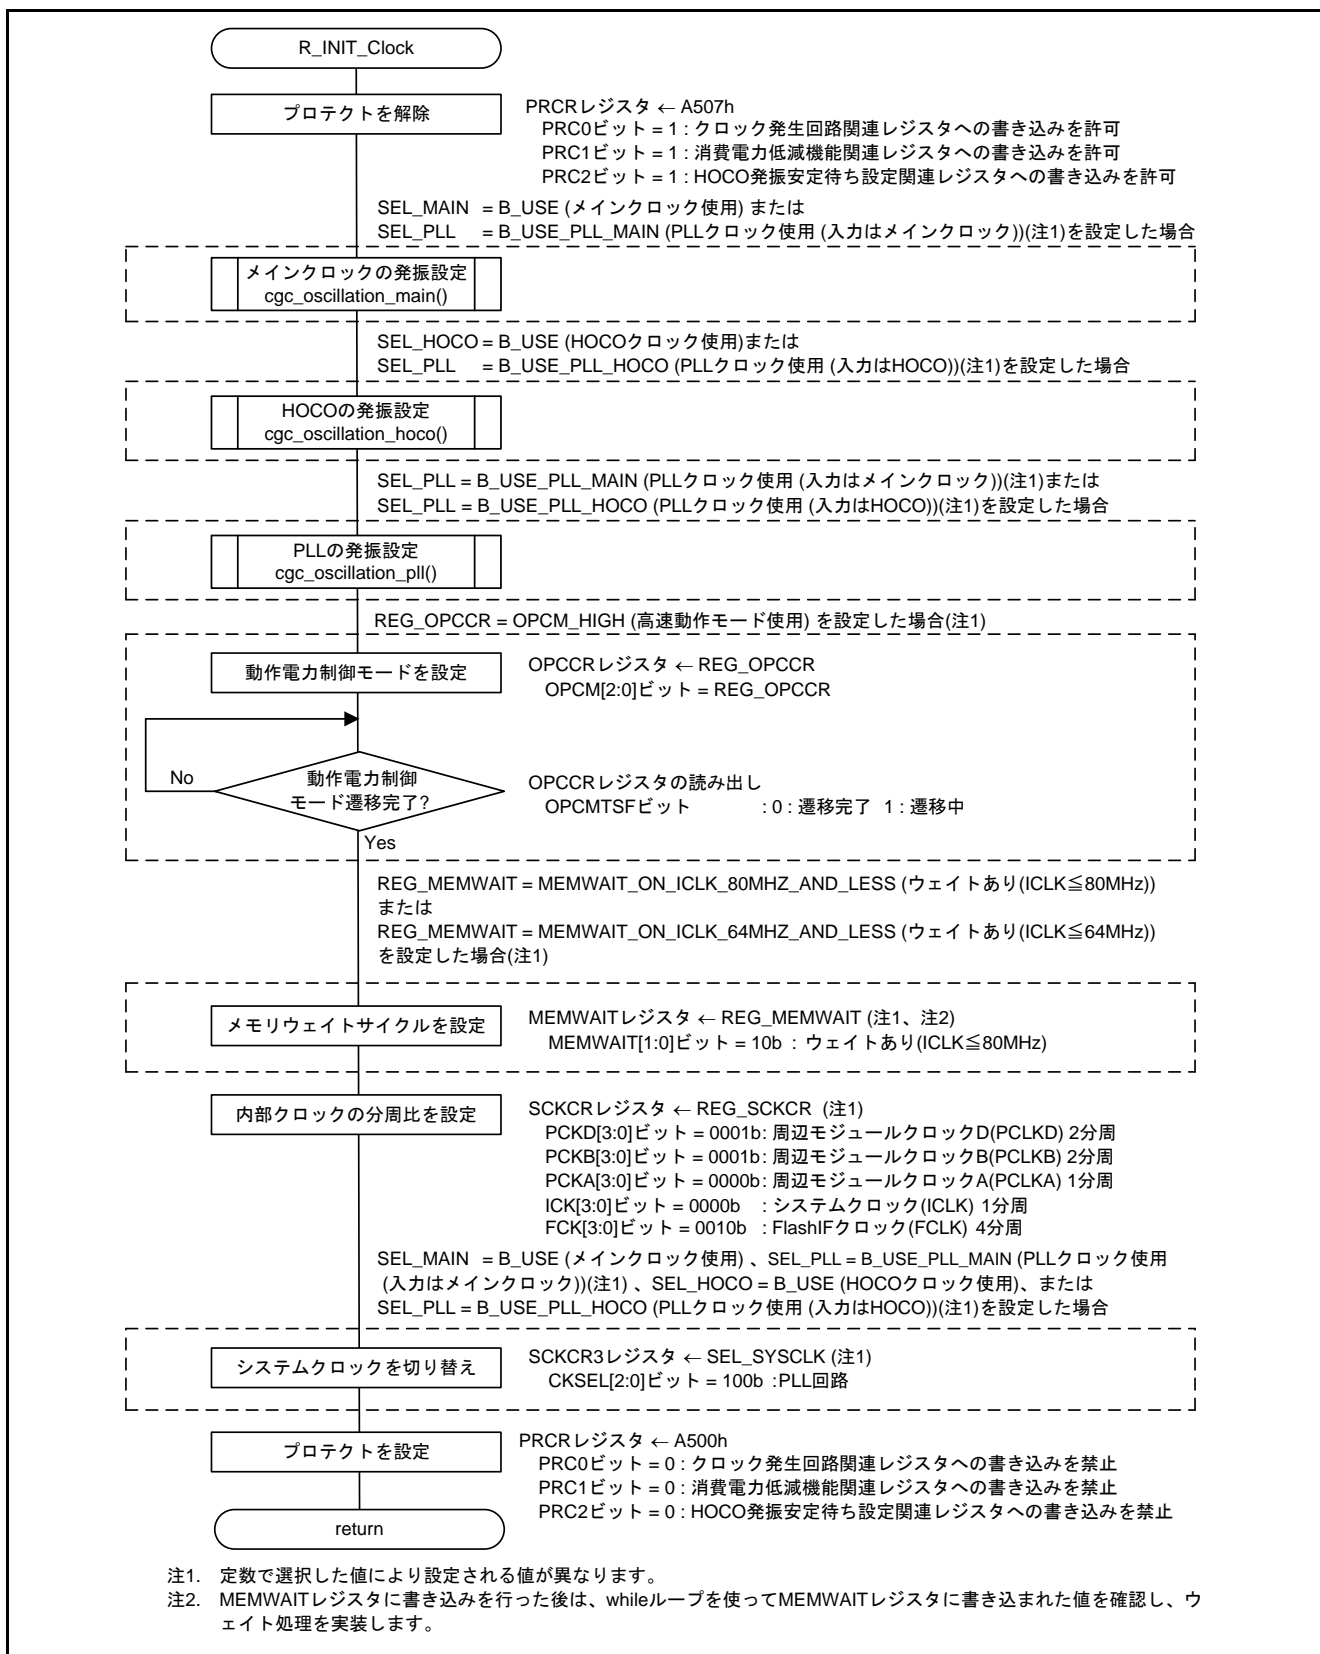 R_INIT_Clock
プロテクトを解除
PRCRレジスタ ← A507h
PRC0ビット = 1 : クロック発生回路関連レジスタへの書き込みを許可
PRC1ビット = 1 : 消費電力低減機能関連レジスタへの書き込みを許可
PRC2ビット = 1 : HOCO発振安定待ち設定関連レジスタへの書き込みを許可
SEL_MAIN = B_USE (メインクロック使用) または
SEL_PLL = B_USE_PLL_MAIN (PLLクロック使用 (入力はメインクロック))(注1)を設定した場合
メインクロックの発振設定
cgc_oscillation_main()
SEL_HOCO = B_USE (HOCOクロック使用)または
SEL_PLL = B_USE_PLL_HOCO (PLLクロック使用 (入力はHOCO))(注1)を設定した場合
HOCOの発振設定
cgc_oscillation_hoco()
SEL_PLL = B_USE_PLL_MAIN (PLLクロック使用 (入力はメインクロック))(注1)または
SEL_PLL = B_USE_PLL_HOCO (PLLクロック使用 (入力はHOCO))(注1)を設定した場合
PLLの発振設定
cgc_oscillation_pll()
REG_OPCCR = OPCM_HIGH (高速動作モード使用) を設定した場合(注1)
動作電力制御モードを設定
OPCCRレジスタ ← REG_OPCCR
OPCM[2:0]ビット = REG_OPCCR
No
動作電力制御
モード遷移完了?
OPCCRレジスタの読み出し
OPCMTSFビット : 0 : 遷移完了 1 : 遷移中
Yes
REG_MEMWAIT = MEMWAIT_ON_ICLK_80MHZ_AND_LESS (ウェイトあり(ICLK≦80MHz))
または
REG_MEMWAIT = MEMWAIT_ON_ICLK_64MHZ_AND_LESS (ウェイトあり(ICLK≦64MHz))
を設定した場合(注1)
メモリウェイトサイクルを設定
MEMWAITレジスタ ← REG_MEMWAIT (注1、注2)
MEMWAIT[1:0]ビット = 10b : ウェイトあり(ICLK≦80MHz)
内部クロックの分周比を設定
SCKCRレジスタ ← REG_SCKCR (注1)
PCKD[3:0]ビット = 0001b : 周辺モジュールクロックD(PCLKD) 2分周
PCKB[3:0]ビット = 0001b : 周辺モジュールクロックB(PCLKB) 2分周
PCKA[3:0]ビット = 0000b : 周辺モジュールクロックA(PCLKA) 1分周
ICK[3:0]ビット = 0000b : システムクロック(ICLK) 1分周
FCK[3:0]ビット = 0010b : FlashIFクロック(FCLK) 4分周
SEL_MAIN = B_USE (メインクロック使用) 、SEL_PLL = B_USE_PLL_MAIN (PLLクロック使用
(入力はメインクロック))(注1) 、SEL_HOCO = B_USE (HOCOクロック使用)、または
SEL_PLL = B_USE_PLL_HOCO (PLLクロック使用 (入力はHOCO))(注1)を設定した場合
システムクロックを切り替え
SCKCR3レジスタ ← SEL_SYSCLK (注1)
CKSEL[2:0]ビット = 100b :PLL回路
プロテクトを設定
PRCRレジスタ ← A500h
PRC0ビット = 0 : クロック発生回路関連レジスタへの書き込みを禁止
PRC1ビット = 0 : 消費電力低減機能関連レジスタへの書き込みを禁止
PRC2ビット = 0 : HOCO発振安定待ち設定関連レジスタへの書き込みを禁止
return
注1. 定数で選択した値により設定される値が異なります。
注2. MEMWAITレジスタに書き込みを行った後は、whileループを使ってMEMWAITレジスタに書き込まれた値を確認し、ウ
ェイト処理を実装します。